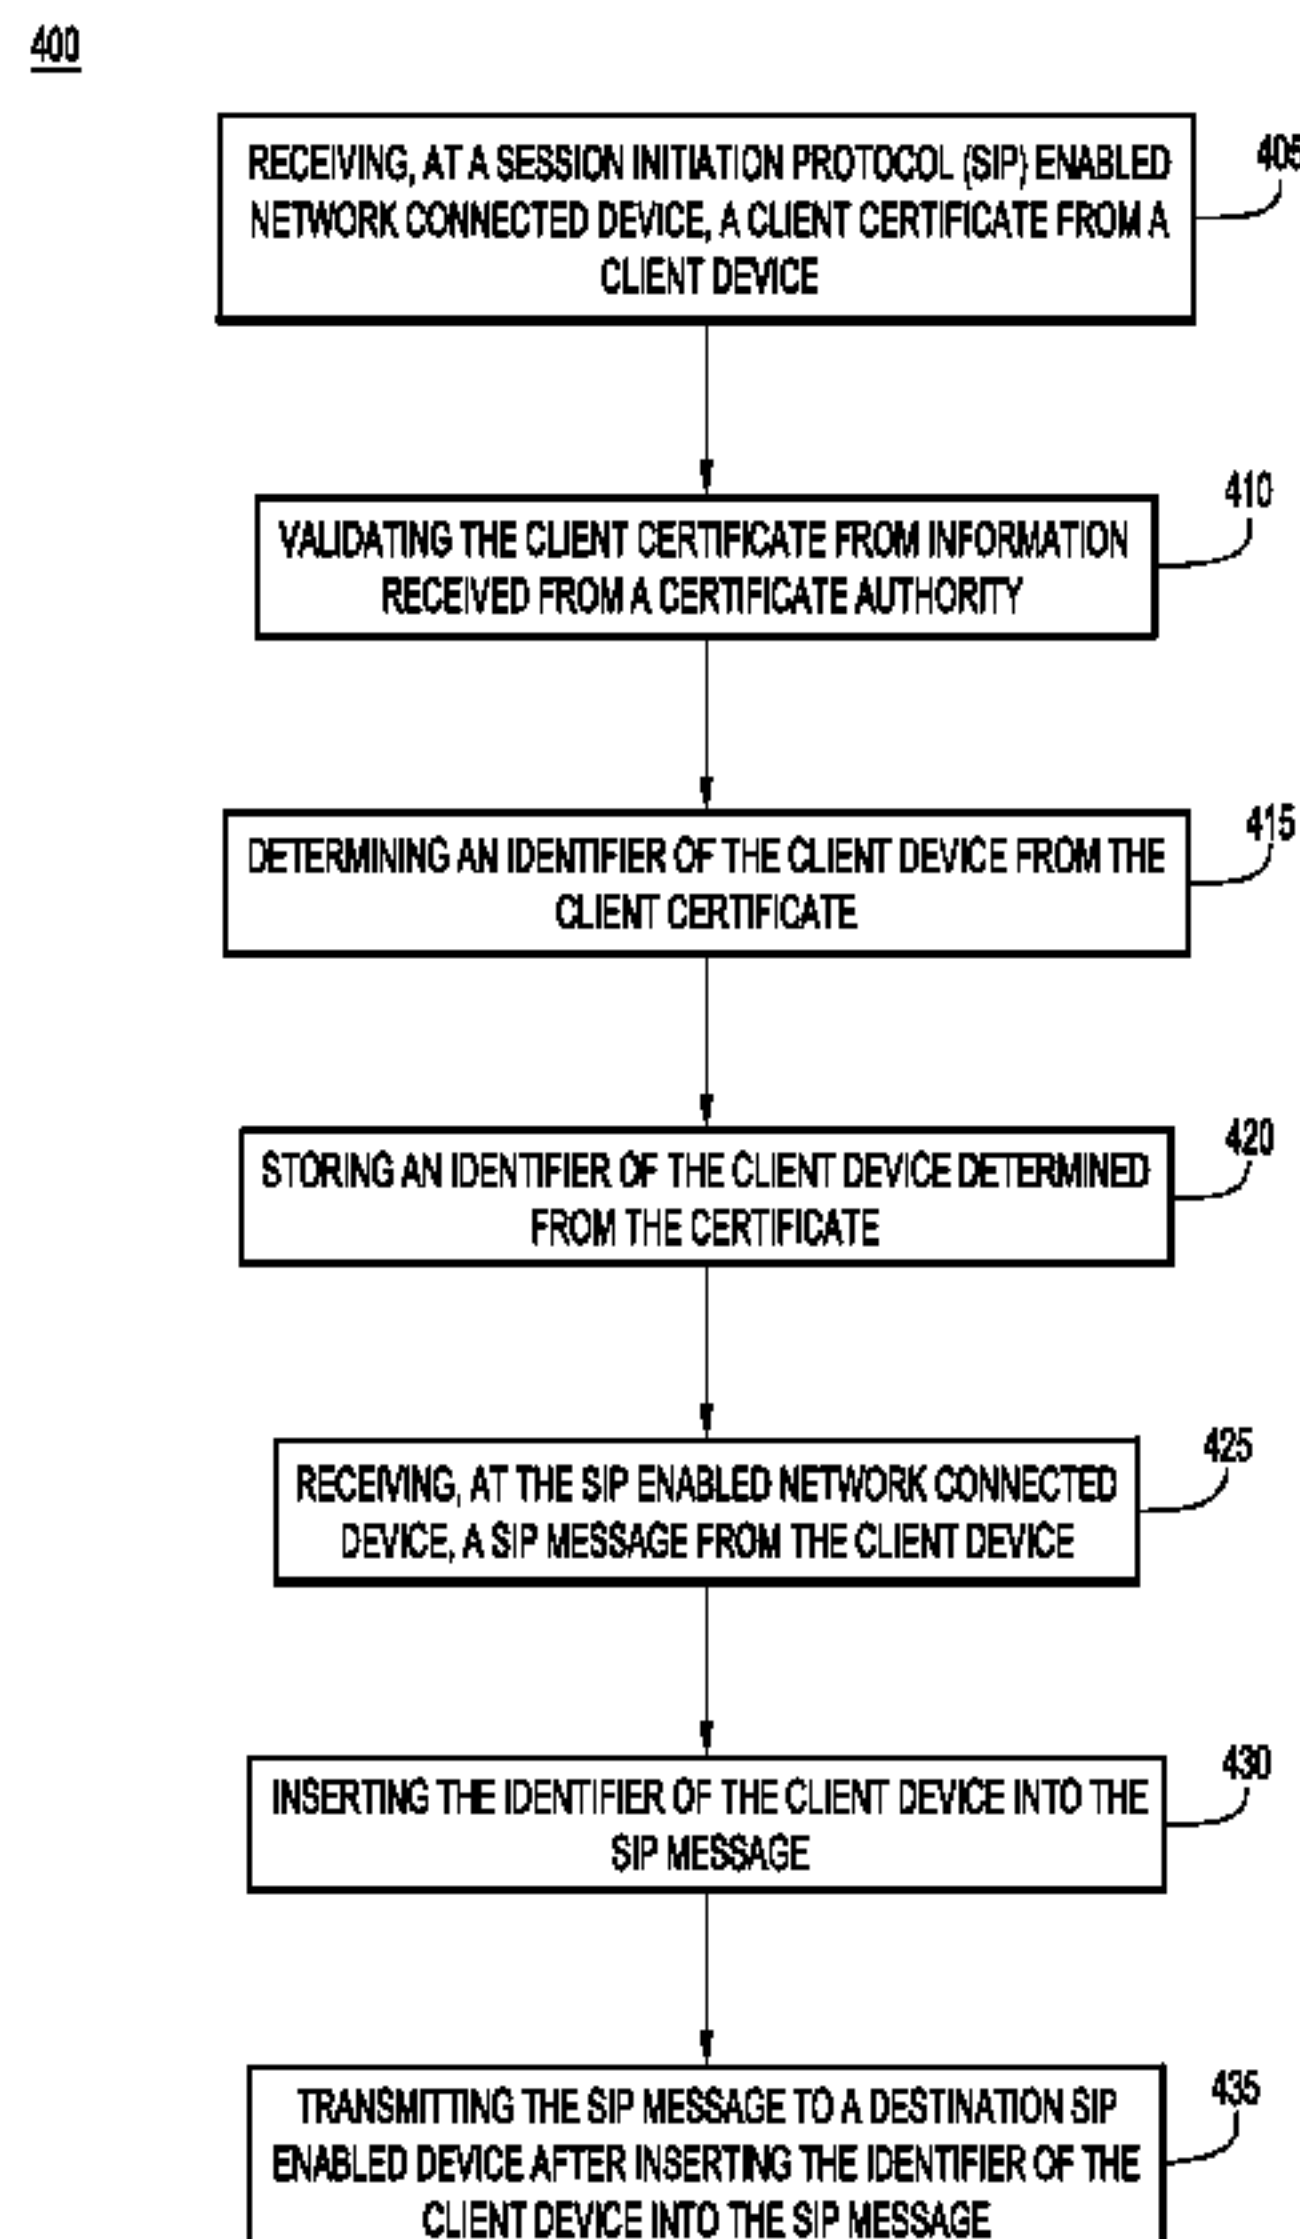 400
RECEIVING, AT A SESSION INITIATION PROTOCOL (SIP) ENABLED
NETWORK CONNECTED DEVICE, A CLIENT CERTIFICATE FROM A
CLIENT DEVICE
405
VALIDATING THE CLIENT CERTIFICATE FROM INFORMATION
RECEIVED FROM A CERTIFICATE AUTHORITY
410
DETERMINING AN IDENTIFIER OF THE CLIENT DEVICE FROM THE
CLIENT CERTIFICATE
415
STORING AN IDENTIFIER OF THE CLIENT DEVICE DETERMINED
FROM THE CERTIFICATE
420
RECEIVING, AT THE SIP ENABLED NETWORK CONNECTED
DEVICE, A SIP MESSAGE FROM THE CLIENT DEVICE
425
INSERTING THE IDENTIFIER OF THE CLIENT DEVICE INTO THE
SIP MESSAGE
430
TRANSMITTING THE SIP MESSAGE TO A DESTINATION SIP
ENABLED DEVICE AFTER INSERTING THE IDENTIFIER OF THE
CLIENT DEVICE INTO THE SIP MESSAGE
435